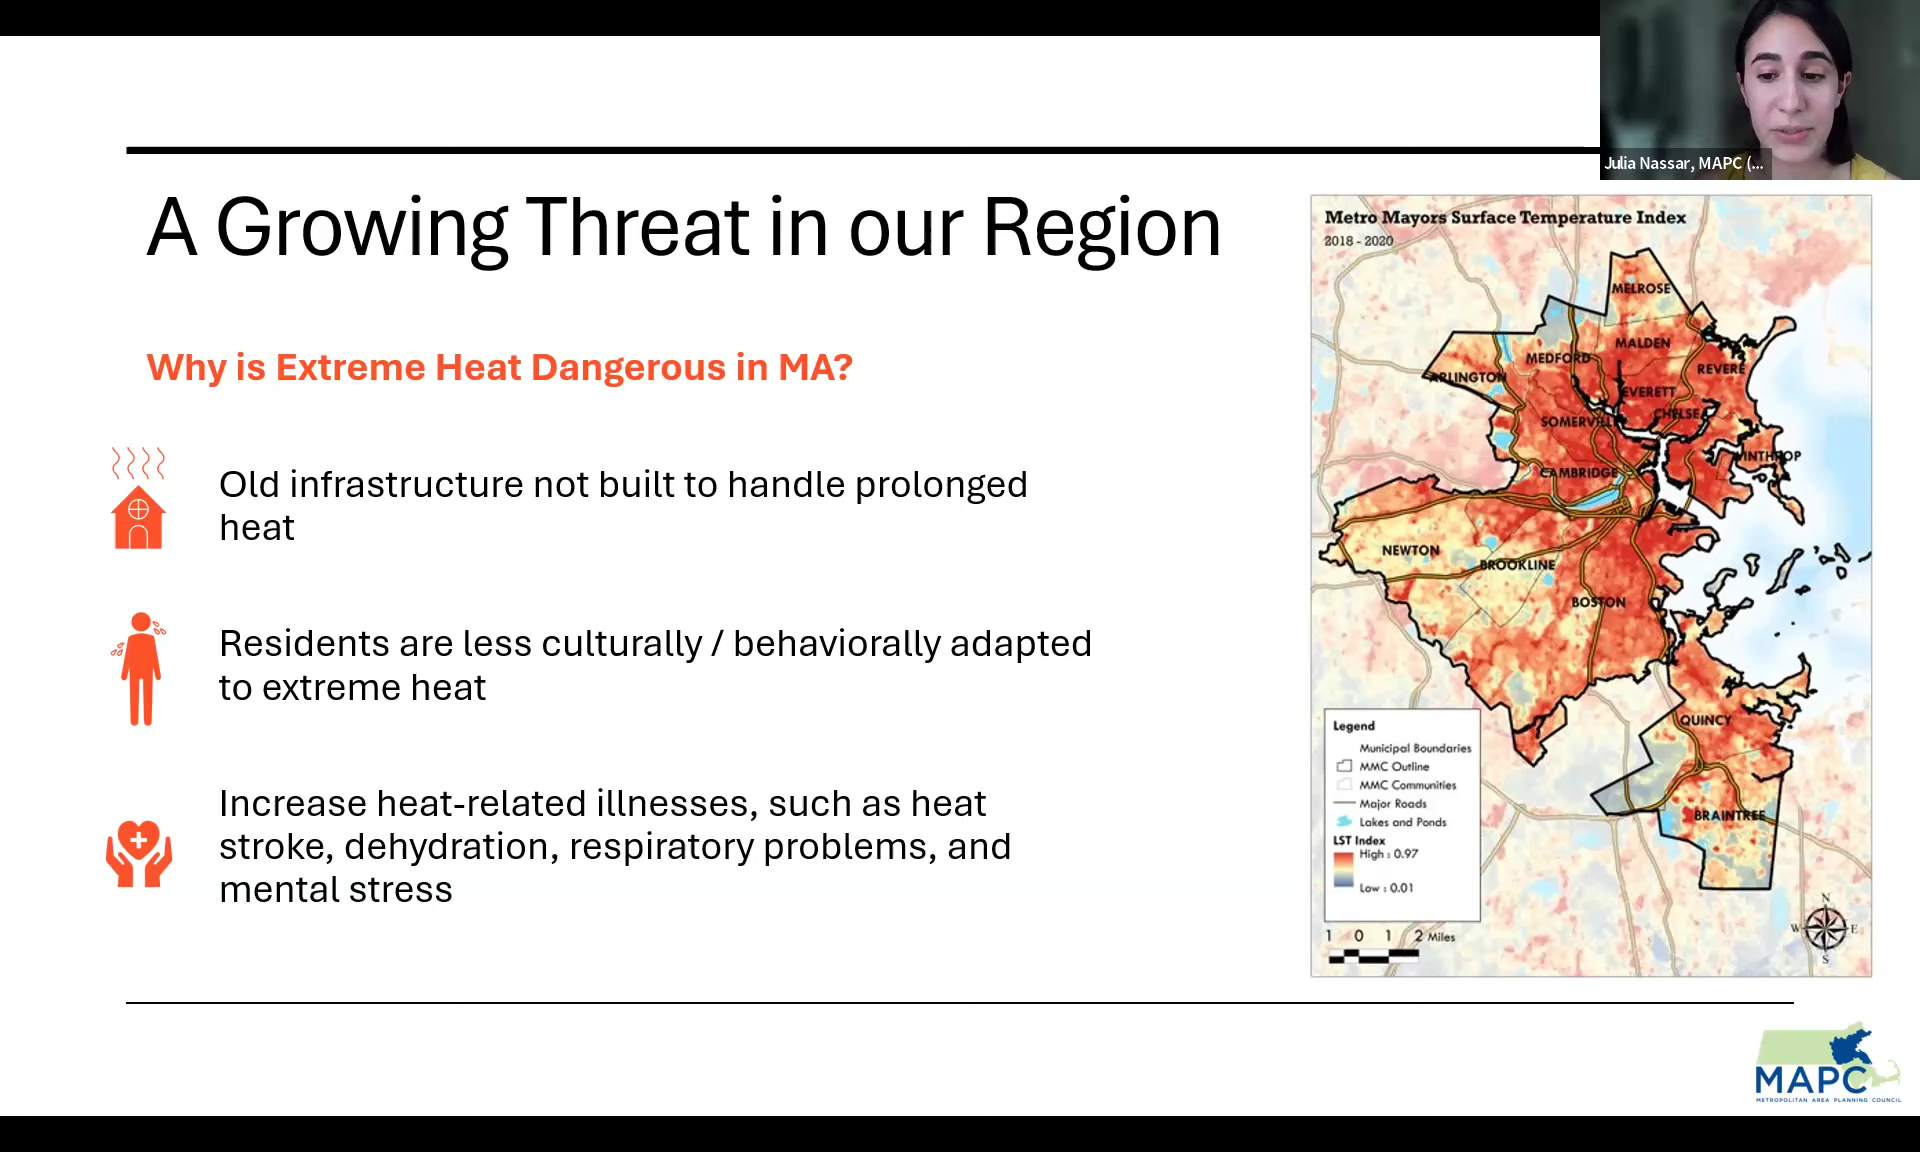 Julia Nassar, MAPC (...
A Growing Threat in our Region
Why is Extreme Heat Dangerous in MA?
Old infrastructure not built to handle prolonged
heat
Residents are less culturally / behaviorally adapted
to extreme heat
Increase heat-related illnesses, such as heat
stroke, dehydration, respiratory problems, and
mental stress
Metro Mayors Surface Temperature Index
2018 - 2020
MELROSE
MALDEN
MEDFORD
REVERE
ARLINGTON
EVERETT
CHELSEA
SOMERVILLE
WINTHROP
CAMBRIDGE
NEWTON
BROOKLINE
BOSTON
QUINCY
BRAINTREE
Legend
Municipal Boundaries
MMC Outline
MMC Communities
Major Roads
Lakes and Ponds
LST Index
High : 0.97
Low : 0.01
1 0 1 2 Miles
N
W E
S
MAPC
METROPOLITAN AREA PLANNING COUNCIL